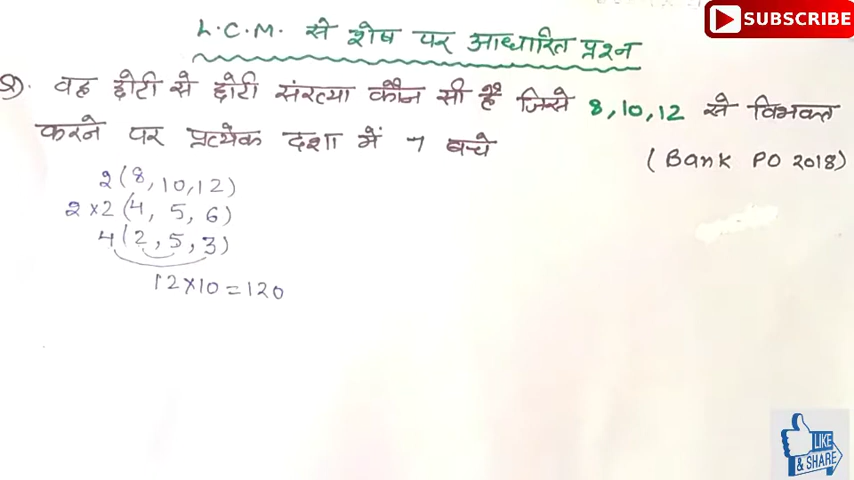 L.C.M. से शेष पर आधारित प्रश्न
SUBSCRIBE
Q. वह छोटी से छोटी संख्या कौन सी है जिसे 8,10,12 से विभक्त
करने पर प्रत्येक दशा में 7 बचे
(Bank PO 2018)
2(8,10,12)
2×2(4, 5, 6)
4(2, 5, 3)
12×10=120
LIKE
& SHARE